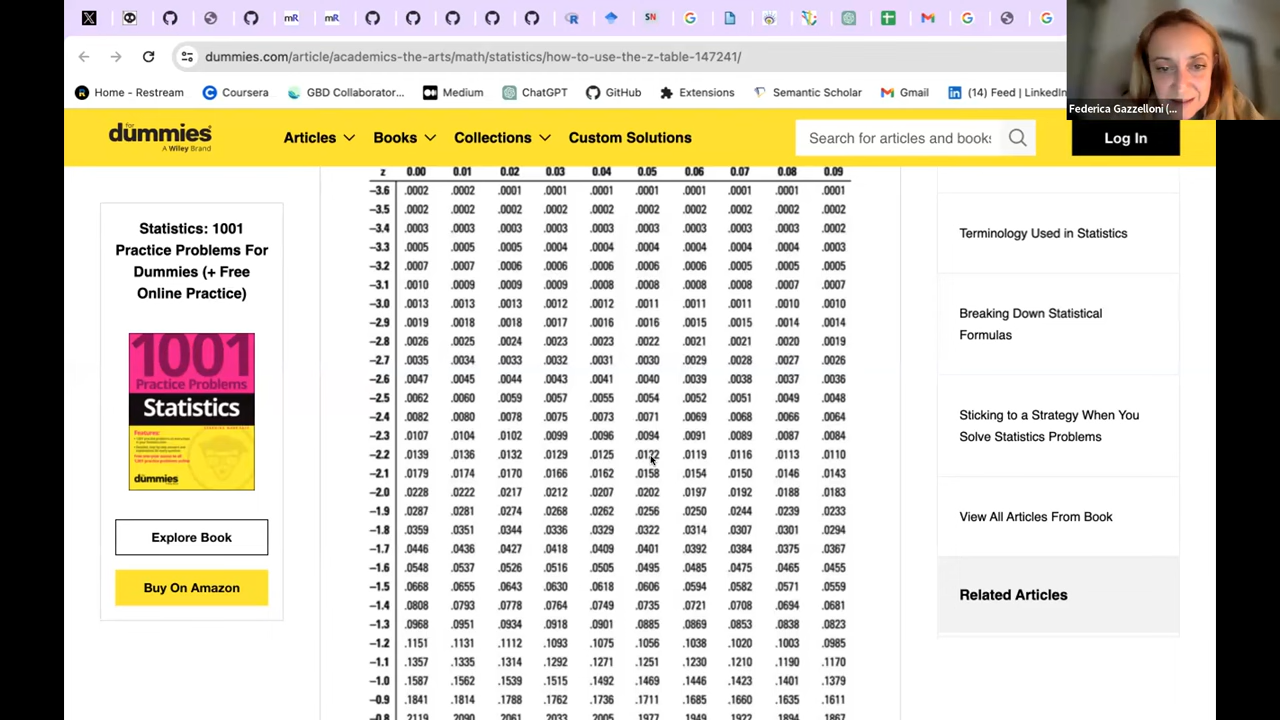 X
mR
mR
R
SN
G
G
G
dummies.com/article/academics-the-arts/math/statistics/how-to-use-the-z-table-147241/
Home - Restream
Coursera
GBD Collaborator...
Medium
ChatGPT
GitHub
Extensions
Semantic Scholar
Gmail
(14) Feed | LinkedIn
Federica Gazzelloni (...
for
dummies
A Wiley Brand
Articles
Books
Collections
Custom Solutions
Search for articles and books
Log In
Statistics: 1001
Practice Problems For
Dummies (+ Free
Online Practice)
1001
Practice Problems
Statistics
Features:
dummies
Explore Book
Buy On Amazon
z 0.00 0.01 0.02 0.03 0.04 0.05 0.06 0.07 0.08 0.09
–3.6 .0002 .0002 .0001 .0001 .0001 .0001 .0001 .0001 .0001 .0001
–3.5 .0002 .0002 .0002 .0002 .0002 .0002 .0002 .0002 .0002 .0002
–3.4 .0003 .0003 .0003 .0003 .0003 .0003 .0003 .0003 .0003 .0002
–3.3 .0005 .0005 .0005 .0004 .0004 .0004 .0004 .0004 .0004 .0003
–3.2 .0007 .0007 .0006 .0006 .0006 .0006 .0006 .0005 .0005 .0005
–3.1 .0010 .0009 .0009 .0009 .0008 .0008 .0008 .0008 .0007 .0007
–3.0 .0013 .0013 .0013 .0012 .0012 .0011 .0011 .0011 .0010 .0010
–2.9 .0019 .0018 .0018 .0017 .0016 .0016 .0015 .0015 .0014 .0014
–2.8 .0026 .0025 .0024 .0023 .0023 .0022 .0021 .0021 .0020 .0019
–2.7 .0035 .0034 .0033 .0032 .0031 .0030 .0029 .0028 .0027 .0026
–2.6 .0047 .0045 .0044 .0043 .0041 .0040 .0039 .0038 .0037 .0036
–2.5 .0062 .0060 .0059 .0057 .0055 .0054 .0052 .0051 .0049 .0048
–2.4 .0082 .0080 .0078 .0075 .0073 .0071 .0069 .0068 .0066 .0064
–2.3 .0107 .0104 .0102 .0099 .0096 .0094 .0091 .0089 .0087 .0084
–2.2 .0139 .0136 .0132 .0129 .0125 .0122 .0119 .0116 .0113 .0110
–2.1 .0179 .0174 .0170 .0166 .0162 .0158 .0154 .0150 .0146 .0143
–2.0 .0228 .0222 .0217 .0212 .0207 .0202 .0197 .0192 .0188 .0183
–1.9 .0287 .0281 .0274 .0268 .0262 .0256 .0250 .0244 .0239 .0233
–1.8 .0359 .0351 .0344 .0336 .0329 .0322 .0314 .0307 .0301 .0294
–1.7 .0446 .0436 .0427 .0418 .0409 .0401 .0392 .0384 .0375 .0367
–1.6 .0548 .0537 .0526 .0516 .0505 .0495 .0485 .0475 .0465 .0455
–1.5 .0668 .0655 .0643 .0630 .0618 .0606 .0594 .0582 .0571 .0559
–1.4 .0808 .0793 .0778 .0764 .0749 .0735 .0721 .0708 .0694 .0681
–1.3 .0968 .0951 .0934 .0918 .0901 .0885 .0869 .0853 .0838 .0823
–1.2 .1151 .1131 .1112 .1093 .1075 .1056 .1038 .1020 .1003 .0985
–1.1 .1357 .1335 .1314 .1292 .1271 .1251 .1230 .1210 .1190 .1170
–1.0 .1587 .1562 .1539 .1515 .1492 .1469 .1446 .1423 .1401 .1379
–0.9 .1841 .1814 .1788 .1762 .1736 .1711 .1685 .1660 .1635 .1611
–0.8 .2119 .2090 .2061 .2033 .2005 .1977 .1949 .1922 .1894 .1867
Terminology Used in Statistics
Breaking Down Statistical
Formulas
Sticking to a Strategy When You
Solve Statistics Problems
View All Articles From Book
Related Articles